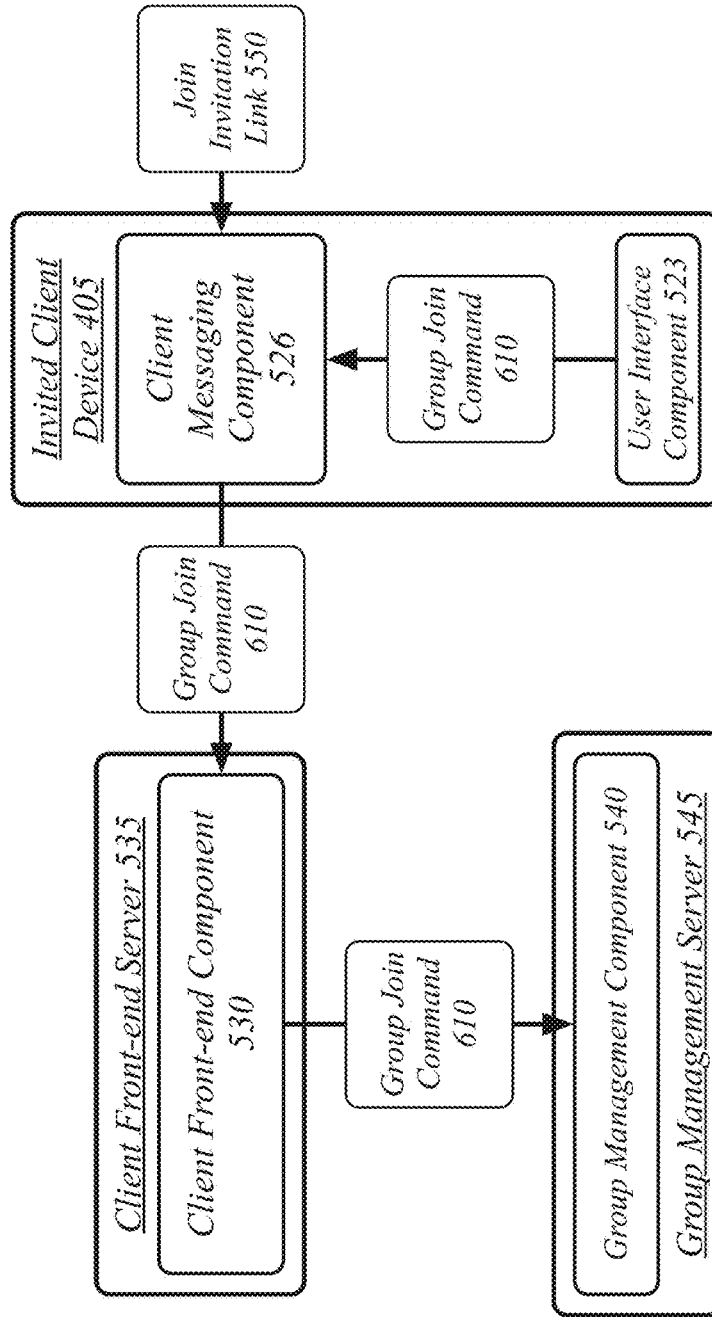 Join
Invitation
Link 550
Invited Client
Device 405
Client
Messaging
Component
526
Group Join
Command
610
User Interface
Component 523
Group Join
Command
610
Client Front-end Server 535
Client Front-end Component
530
Group Join
Command
610
Group Management Component 540
Group Management Server 545